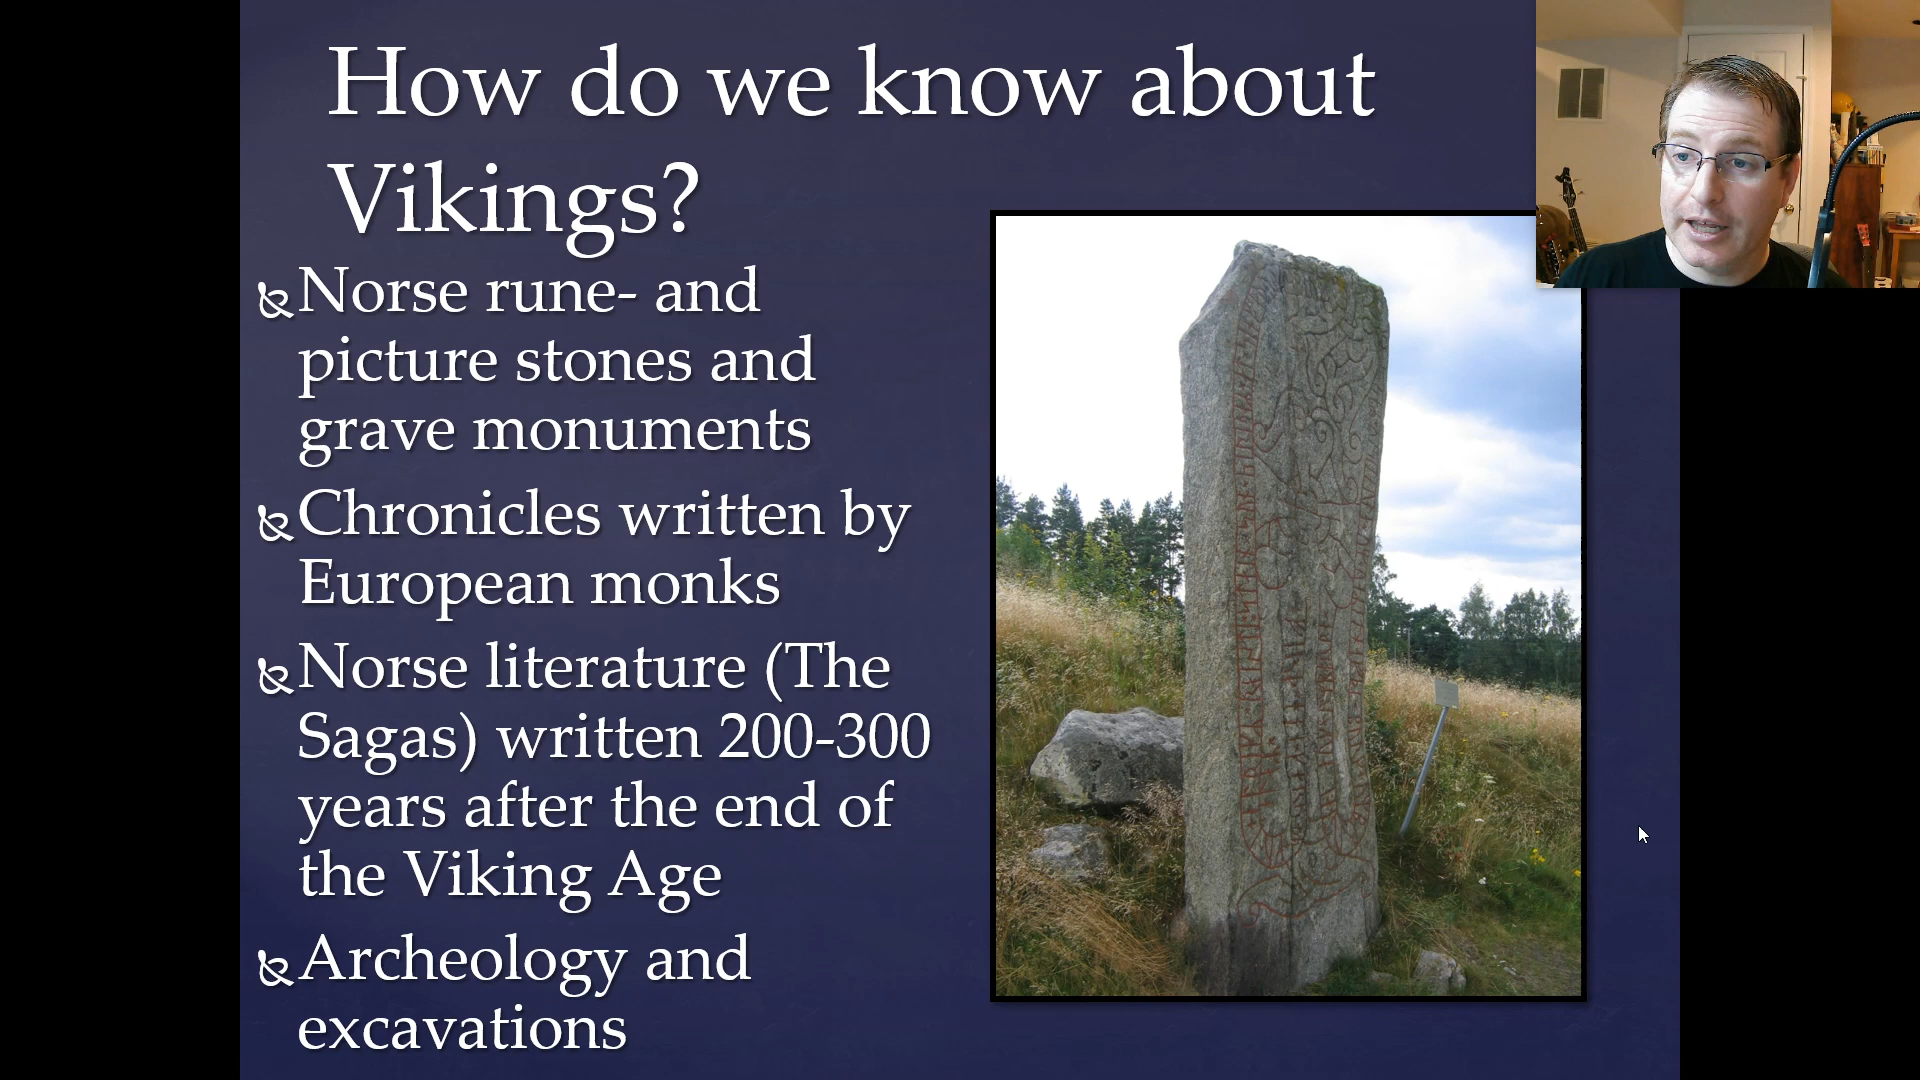 How do we know about
Vikings?
Norse rune- and
picture stones and
grave monuments
Chronicles written by
European monks
Norse literature (The
Sagas) written 200-300
years after the end of
the Viking Age
Archeology and
excavations